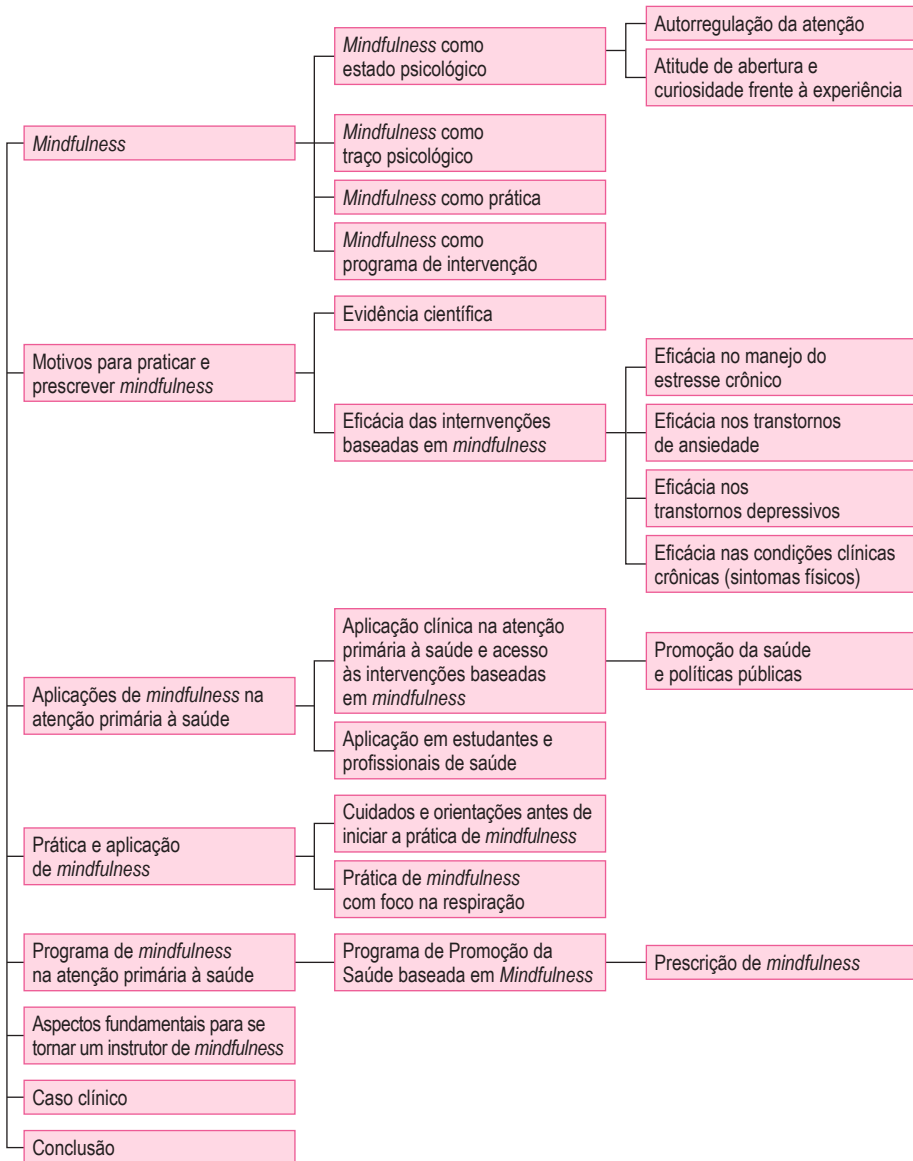 Mindfulness
Mindfulness como
estado psicológico
Autorregulação da atenção
Atitude de abertura e
curiosidade frente à experiência
Mindfulness como
traço psicológico
Mindfulness como prática
Mindfulness como
programa de intervenção
Motivos para praticar e
prescrever mindfulness
Evidência científica
Eficácia das internvenções
baseadas em mindfulness
Eficácia no manejo do
estresse crônico
Eficácia nos transtornos
de ansiedade
Eficácia nos
transtornos depressivos
Eficácia nas condições clínicas
crônicas (sintomas físicos)
Aplicações de mindfulness na
atenção primária à saúde
Aplicação clínica na atenção
primária à saúde e acesso
às intervenções baseadas
em mindfulness
Promoção da saúde
e políticas públicas
Aplicação em estudantes e
profissionais de saúde
Prática e aplicação
de mindfulness
Cuidados e orientações antes de
iniciar a prática de mindfulness
Prática de mindfulness
com foco na respiração
Programa de mindfulness
na atenção primária à saúde
Programa de Promoção da
Saúde baseada em Mindfulness
Prescrição de mindfulness
Aspectos fundamentais para se
tornar um instrutor de mindfulness
Caso clínico
Conclusão